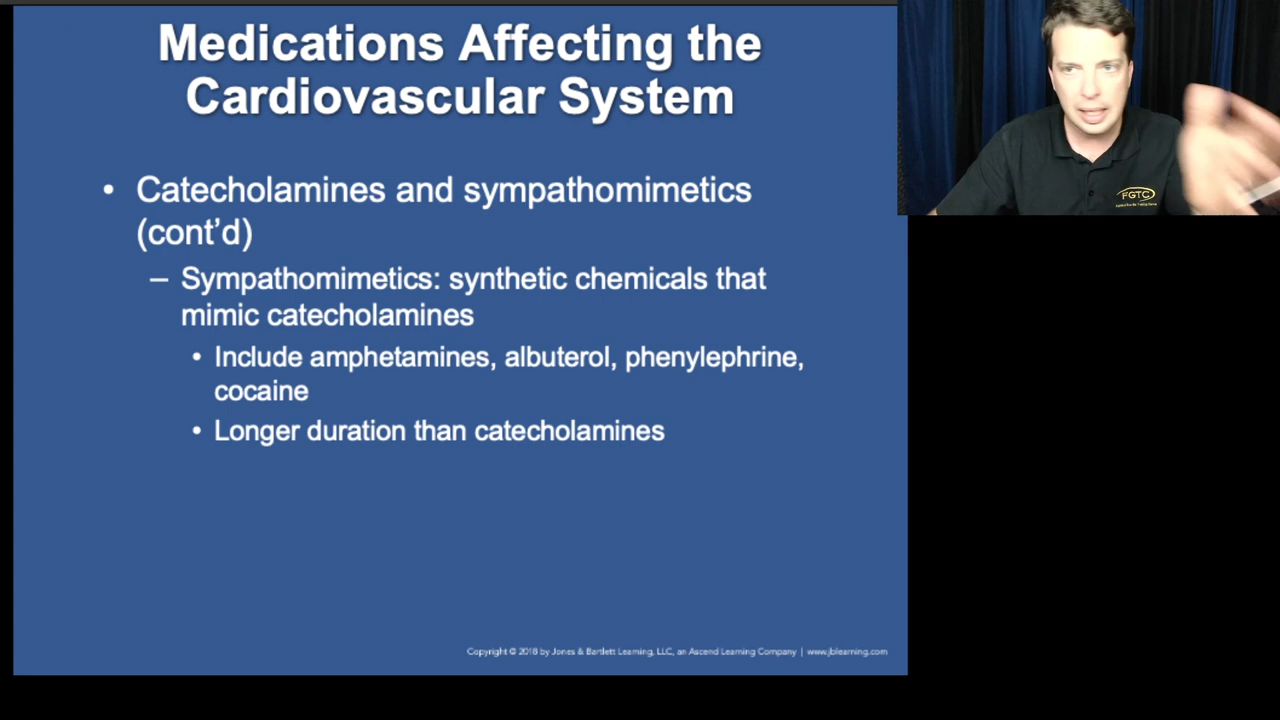 Medications Affecting the
Cardiovascular System
• Catecholamines and sympathomimetics
(cont’d)
– Sympathomimetics: synthetic chemicals that
mimic catecholamines
• Include amphetamines, albuterol, phenylephrine,
cocaine
• Longer duration than catecholamines
Copyright © 2018 by Jones & Bartlett Learning, LLC, an Ascend Learning Company | www.jblearning.com
FGTC